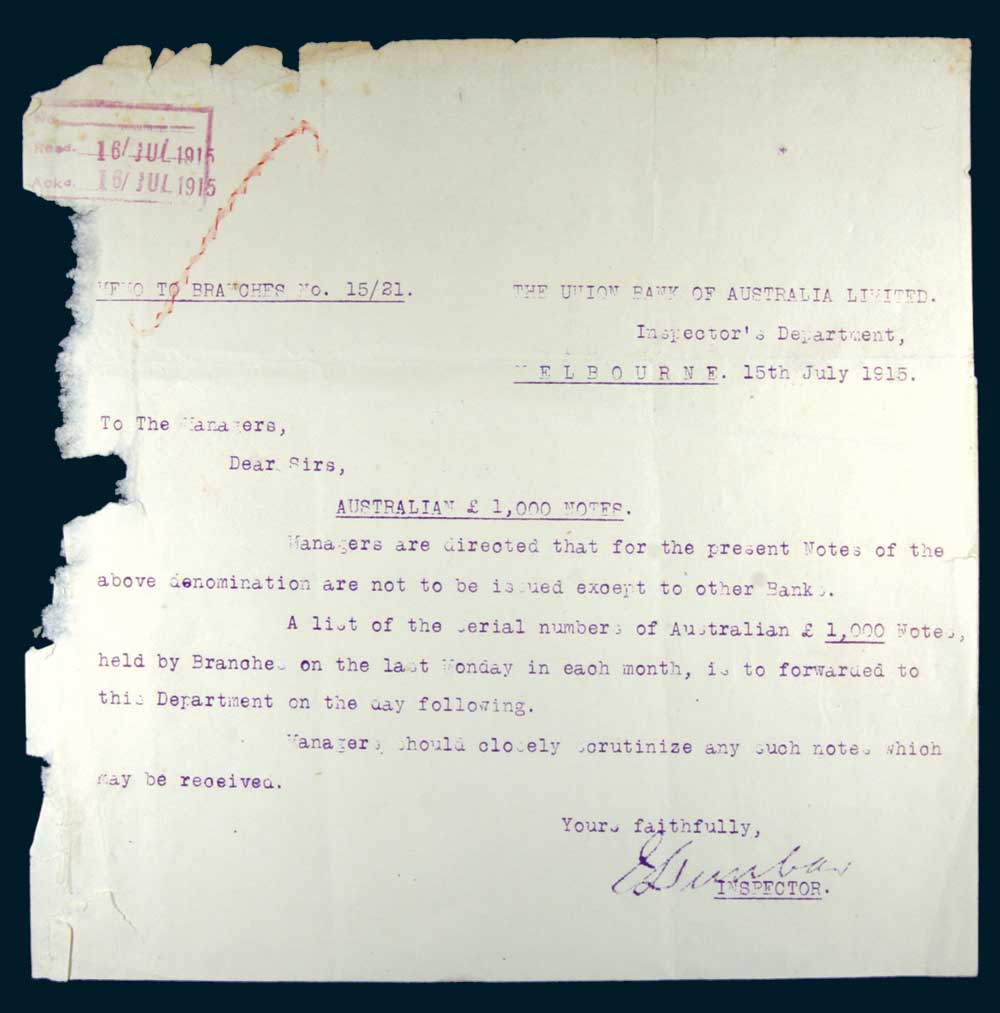 No.
Recd. 16/ JUL 1915
Ackd. 16/ JUL 1915
MEMO TO BRANCHES No. 15/21.
THE UNION BANK OF AUSTRALIA LIMITED.
Inspector's Department,
MELBOURNE. 15th July 1915.
To The Managers,
Dear Sirs,
AUSTRALIAN £ 1,000 NOTES.
Managers are directed that for the present Notes of the
above denomination are not to be issued except to other Banks.
A list of the serial numbers of Australian £ 1,000 Notes,
held by Branches on the last Monday in each month, is to forwarded to
this Department on the day following.
Managers should closely scrutinize any such notes which
may be received.
Yours faithfully,
Dunbar
INSPECTOR.